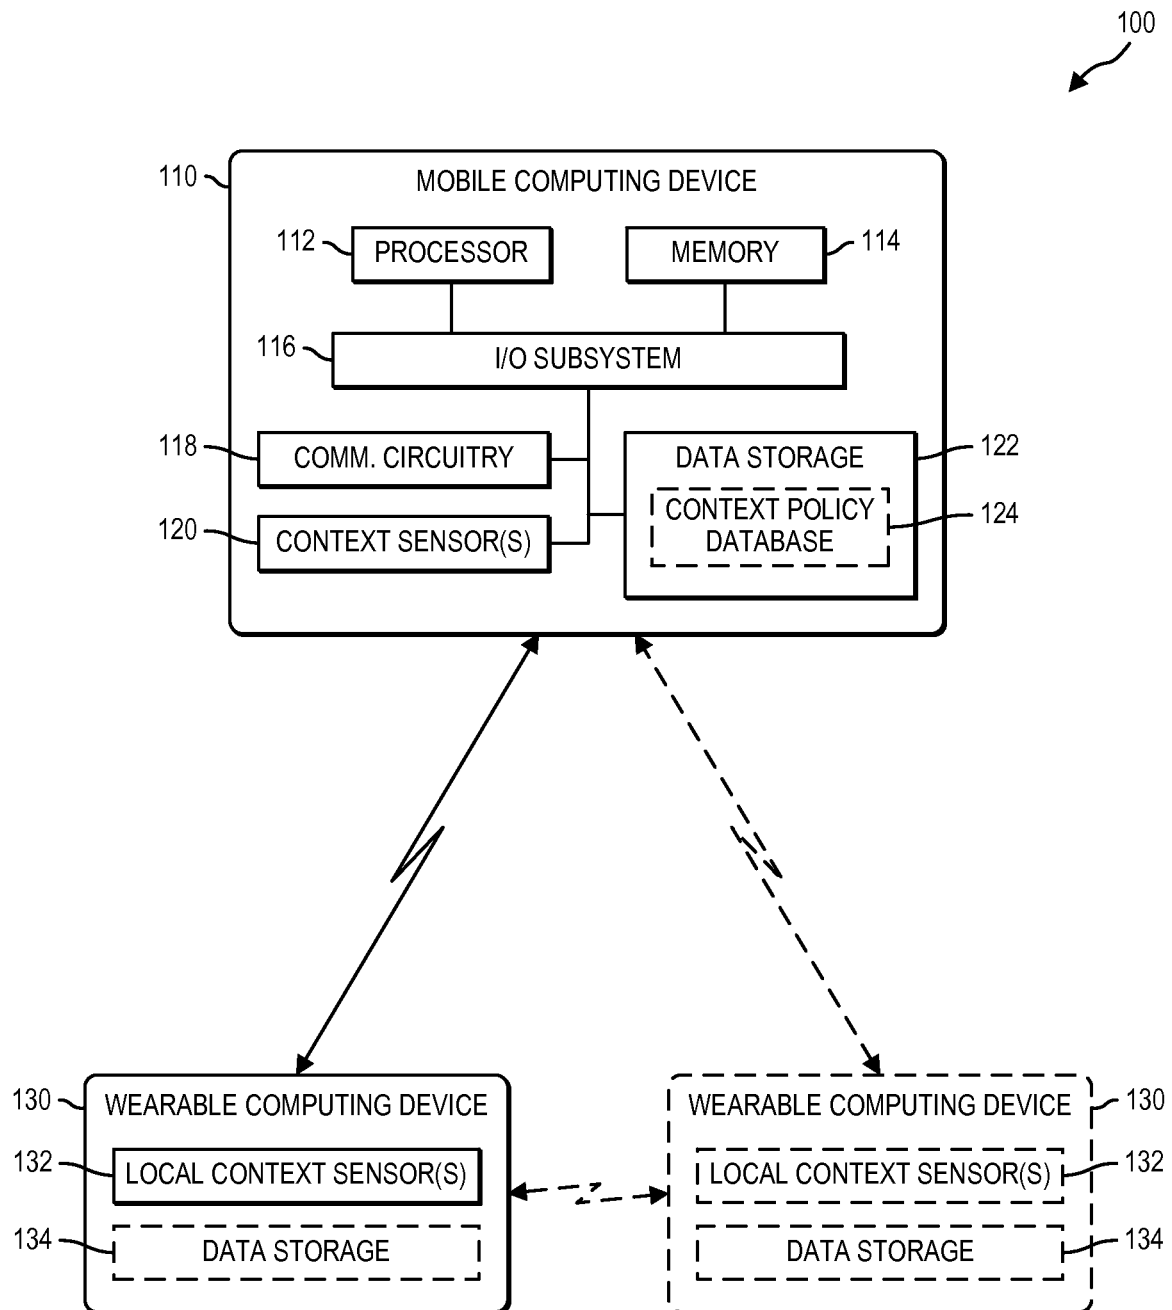 100
110
MOBILE COMPUTING DEVICE
112
PROCESSOR
MEMORY
114
116
I/O SUBSYSTEM
118
COMM. CIRCUITRY
DATA STORAGE
122
120
CONTEXT SENSOR(S)
CONTEXT POLICY
DATABASE
124
130
WEARABLE COMPUTING DEVICE
132
LOCAL CONTEXT SENSOR(S)
134
DATA STORAGE
WEARABLE COMPUTING DEVICE
130
LOCAL CONTEXT SENSOR(S)
132
DATA STORAGE
134